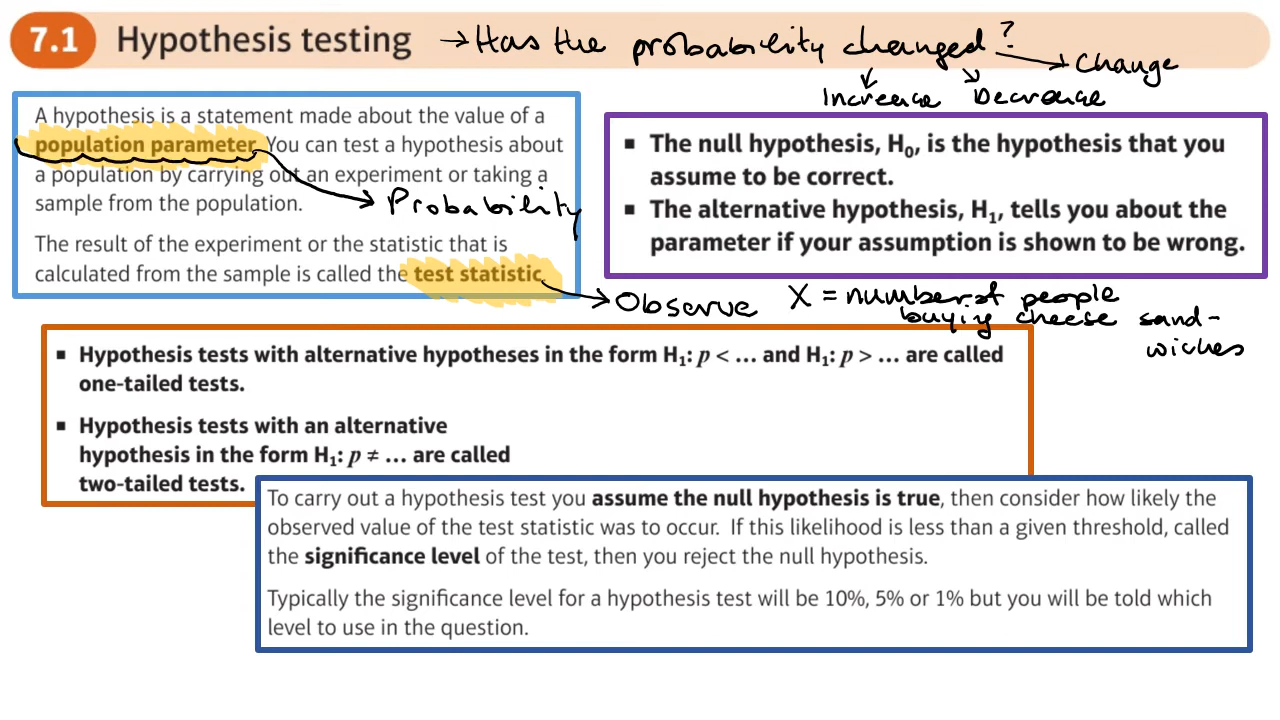 7.1 Hypothesis testing → Has the probability changed?
Change
Increase Decrease
A hypothesis is a statement made about the value of a
population parameter. You can test a hypothesis about
a population by carrying out an experiment or taking a
sample from the population.
Probability
The result of the experiment or the statistic that is
calculated from the sample is called the test statistic.
▪ The null hypothesis, H₀, is the hypothesis that you
assume to be correct.
▪ The alternative hypothesis, H₁, tells you about the
parameter if your assumption is shown to be wrong.
Observe X = number of people
buying cheese sand-
wiches
▪ Hypothesis tests with alternative hypotheses in the form H₁: p < … and H₁: p > … are called
one-tailed tests.
▪ Hypothesis tests with an alternative
hypothesis in the form H₁: p ≠ … are called
two-tailed tests.
To carry out a hypothesis test you assume the null hypothesis is true, then consider how likely the
observed value of the test statistic was to occur. If this likelihood is less than a given threshold, called
the significance level of the test, then you reject the null hypothesis.
Typically the significance level for a hypothesis test will be 10%, 5% or 1% but you will be told which
level to use in the question.